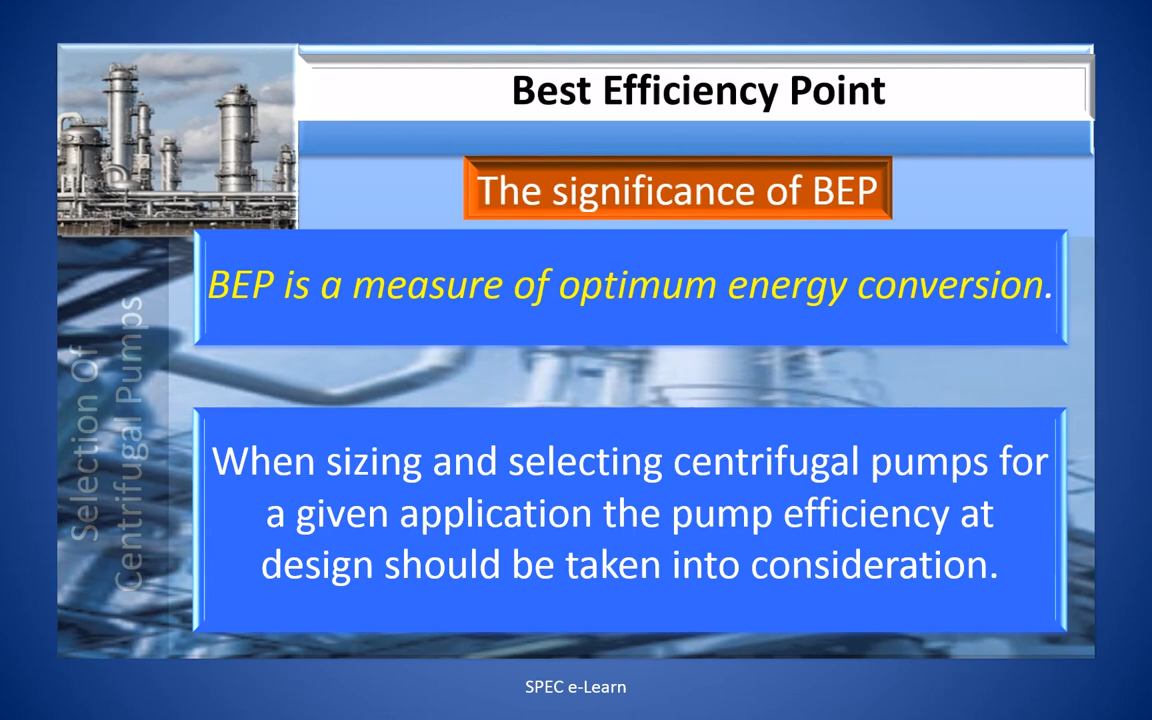 Best Efficiency Point
The significance of BEP
BEP is a measure of optimum energy conversion.
When sizing and selecting centrifugal pumps for
a given application the pump efficiency at
design should be taken into consideration.
Selection Of
Centrifugal Pumps
SPEC e-Learn